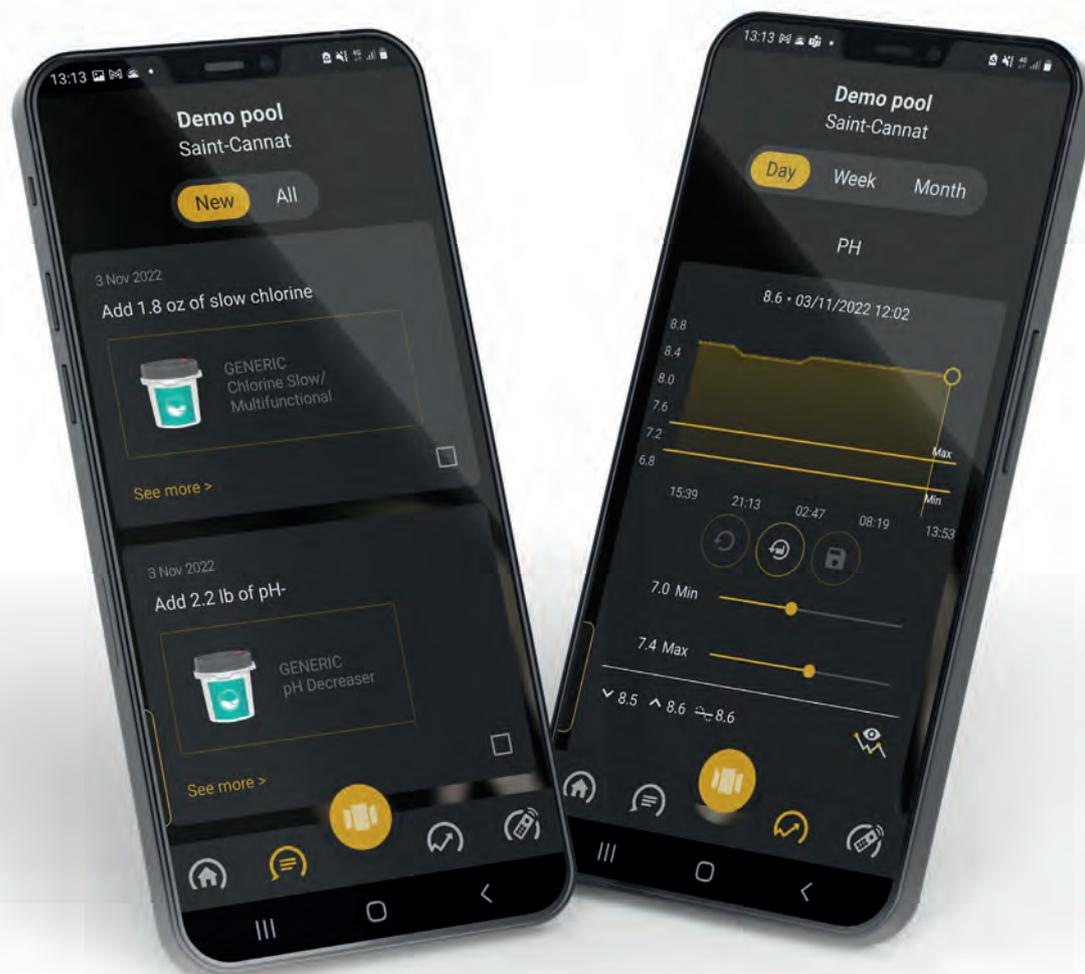 13:13
Demo pool
Saint-Cannat
New All
3 Nov 2022
Add 1.8 oz of slow chlorine
GENERIC
Chlorine Slow/
Multifunctional
See more >
3 Nov 2022
Add 2.2 lb of pH-
GENERIC
pH Decreaser
See more >
13:13
4G
Demo pool
Saint-Cannat
Day Week Month
PH
8.6 • 03/11/2022 12:02
8.8
8.4
8.0
7.6
7.2
6.8
Max
Min
15:39 21:13 02:47 08:19 13:53
7.0 Min
7.4 Max
8.5 8.6 8.6